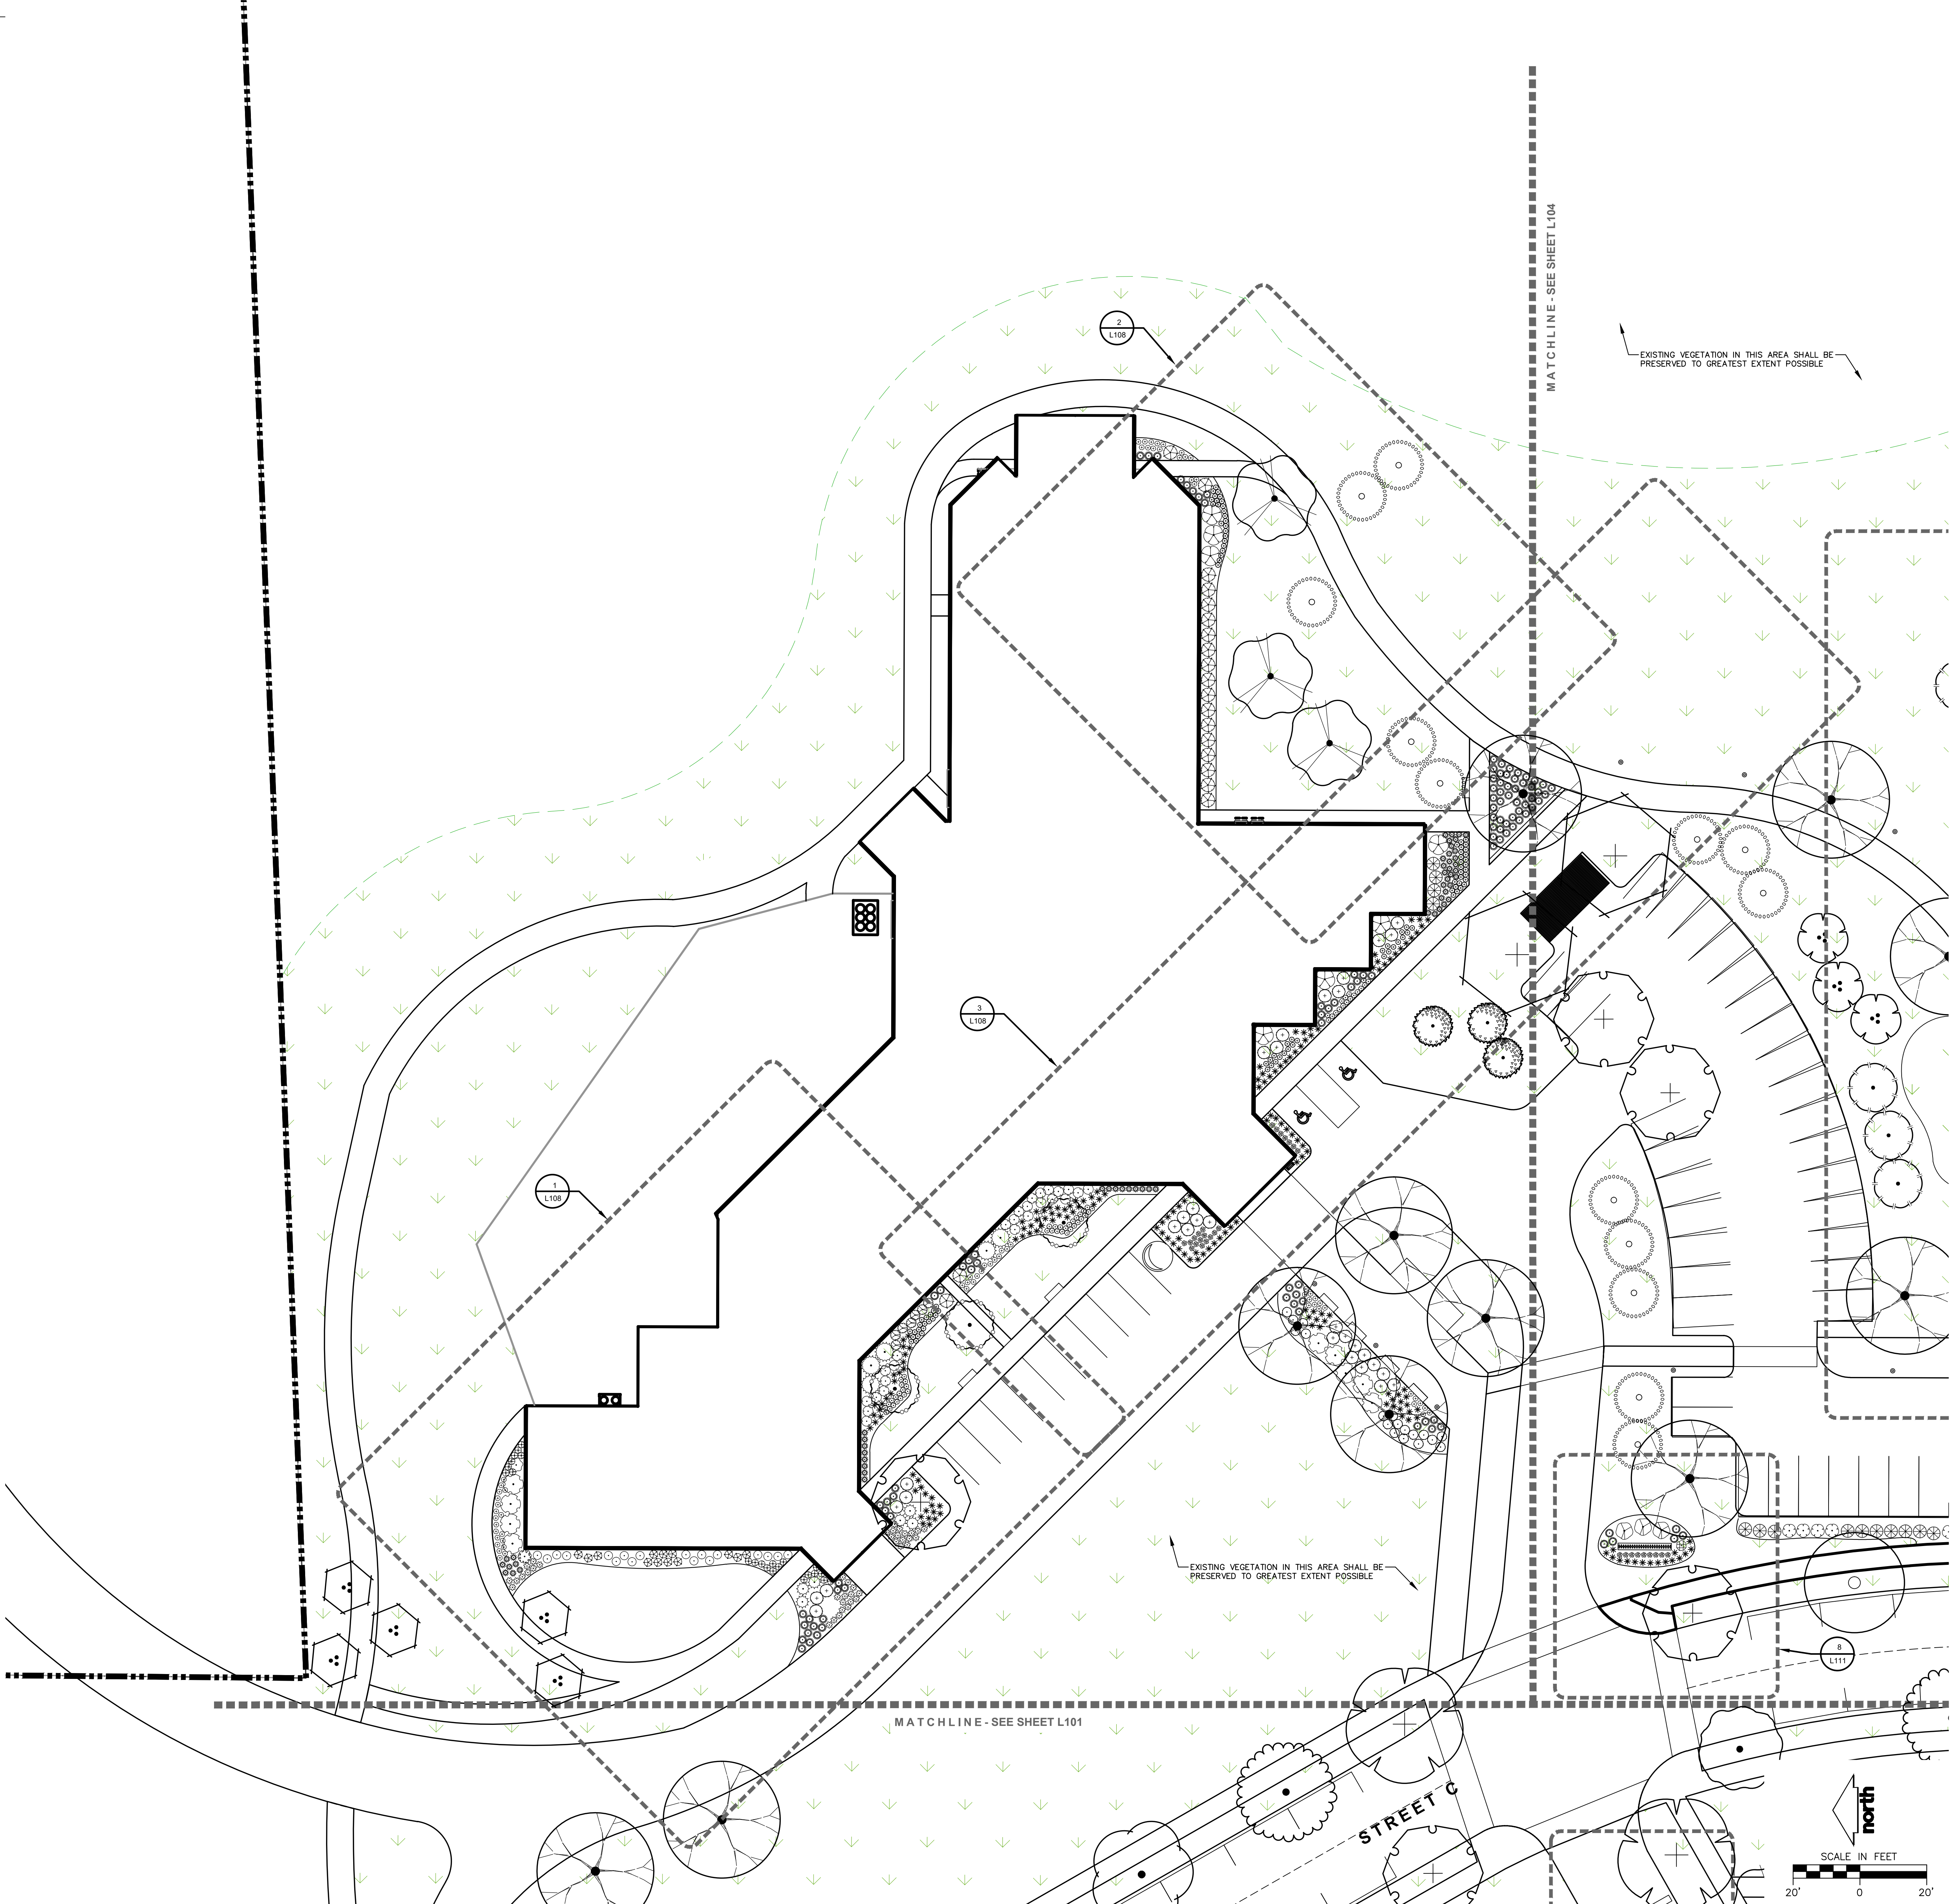 MATCHLINE - SEE SHEET L104
2
L108
EXISTING VEGETATION IN THIS AREA SHALL BE
PRESERVED TO GREATEST EXTENT POSSIBLE
3
L108
1
L108
EXISTING VEGETATION IN THIS AREA SHALL BE
PRESERVED TO GREATEST EXTENT POSSIBLE
8
L111
MATCHLINE - SEE SHEET L101
STREET C
north
SCALE IN FEET
20' 0 20'